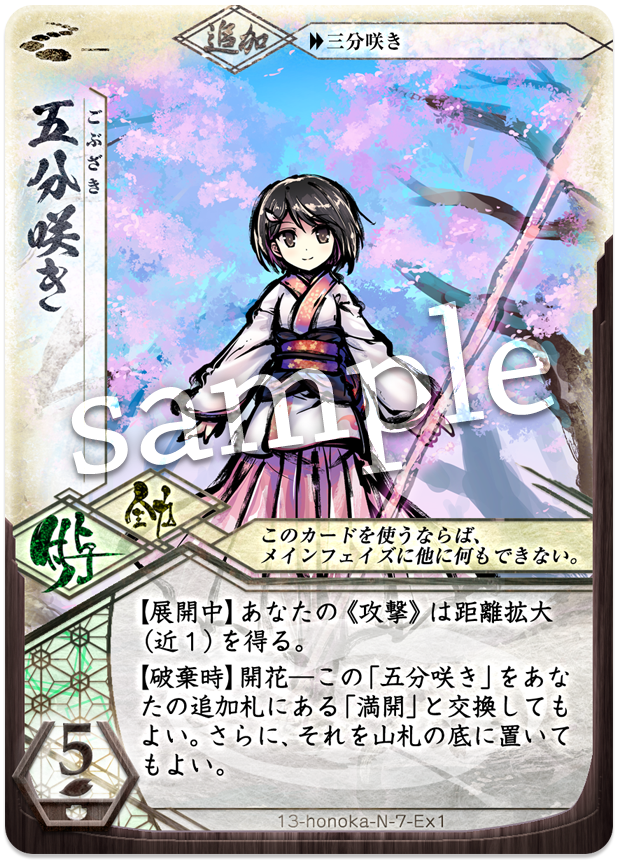 追加
三分咲き
五分咲き
ごぶざき
sample
付与
全力
このカードを使うならば、
メインフェイズに他に何もできない。
【展開中】あなたの《攻撃》は距離拡大
（近１）を得る。
【破棄時】開花―この「五分咲き」をあな
たの追加札にある「満開」と交換しても
よい。さらに、それを山札の底に置いて
もよい。
5
13-honoka-N-7-Ex1